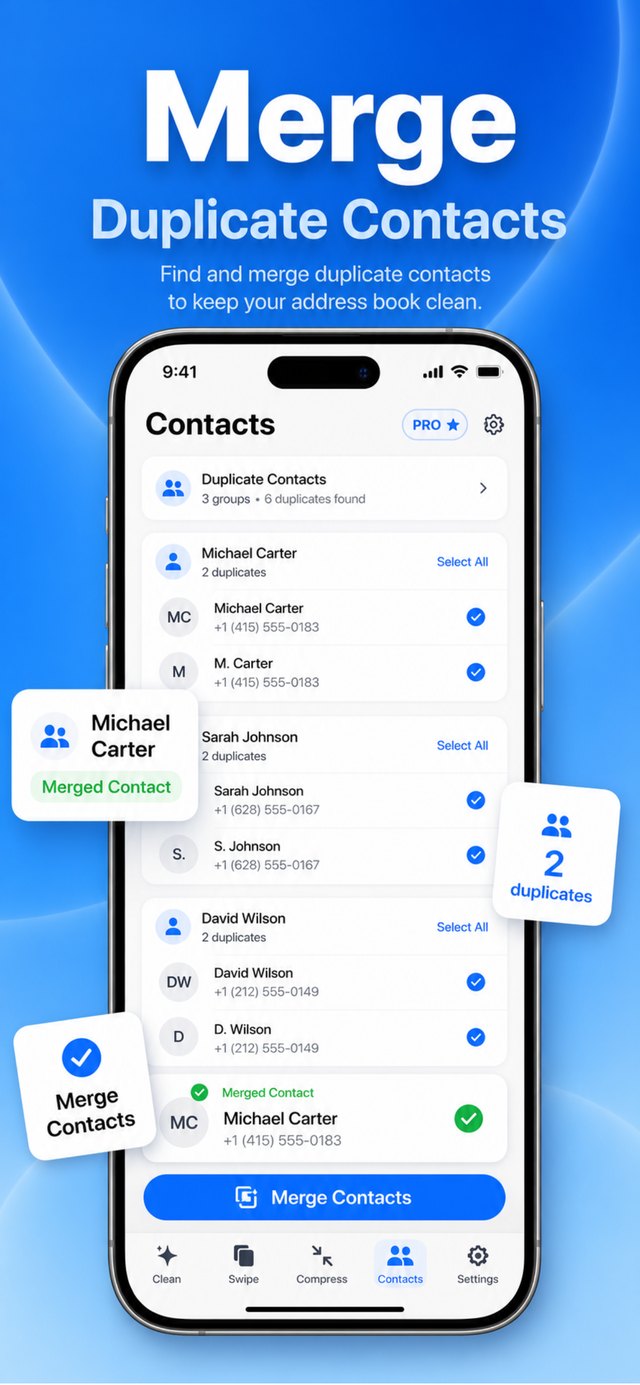 Merge
Duplicate Contacts
Find and merge duplicate contacts
to keep your address book clean.
9:41
Contacts
PRO
Duplicate Contacts
3 groups • 6 duplicates found
Michael Carter
2 duplicates
Select All
MC
Michael Carter
+1 (415) 555-0183
M
M. Carter
+1 (415) 555-0183
Michael
Carter
Merged Contact
Sarah Johnson
2 duplicates
Select All
Sarah Johnson
+1 (628) 555-0167
S.
S. Johnson
+1 (628) 555-0167
2
duplicates
David Wilson
2 duplicates
Select All
DW
David Wilson
+1 (212) 555-0149
D
D. Wilson
+1 (212) 555-0149
Merge
Contacts
Merged Contact
MC
Michael Carter
+1 (415) 555-0183
Merge Contacts
Clean
Swipe
Compress
Contacts
Settings